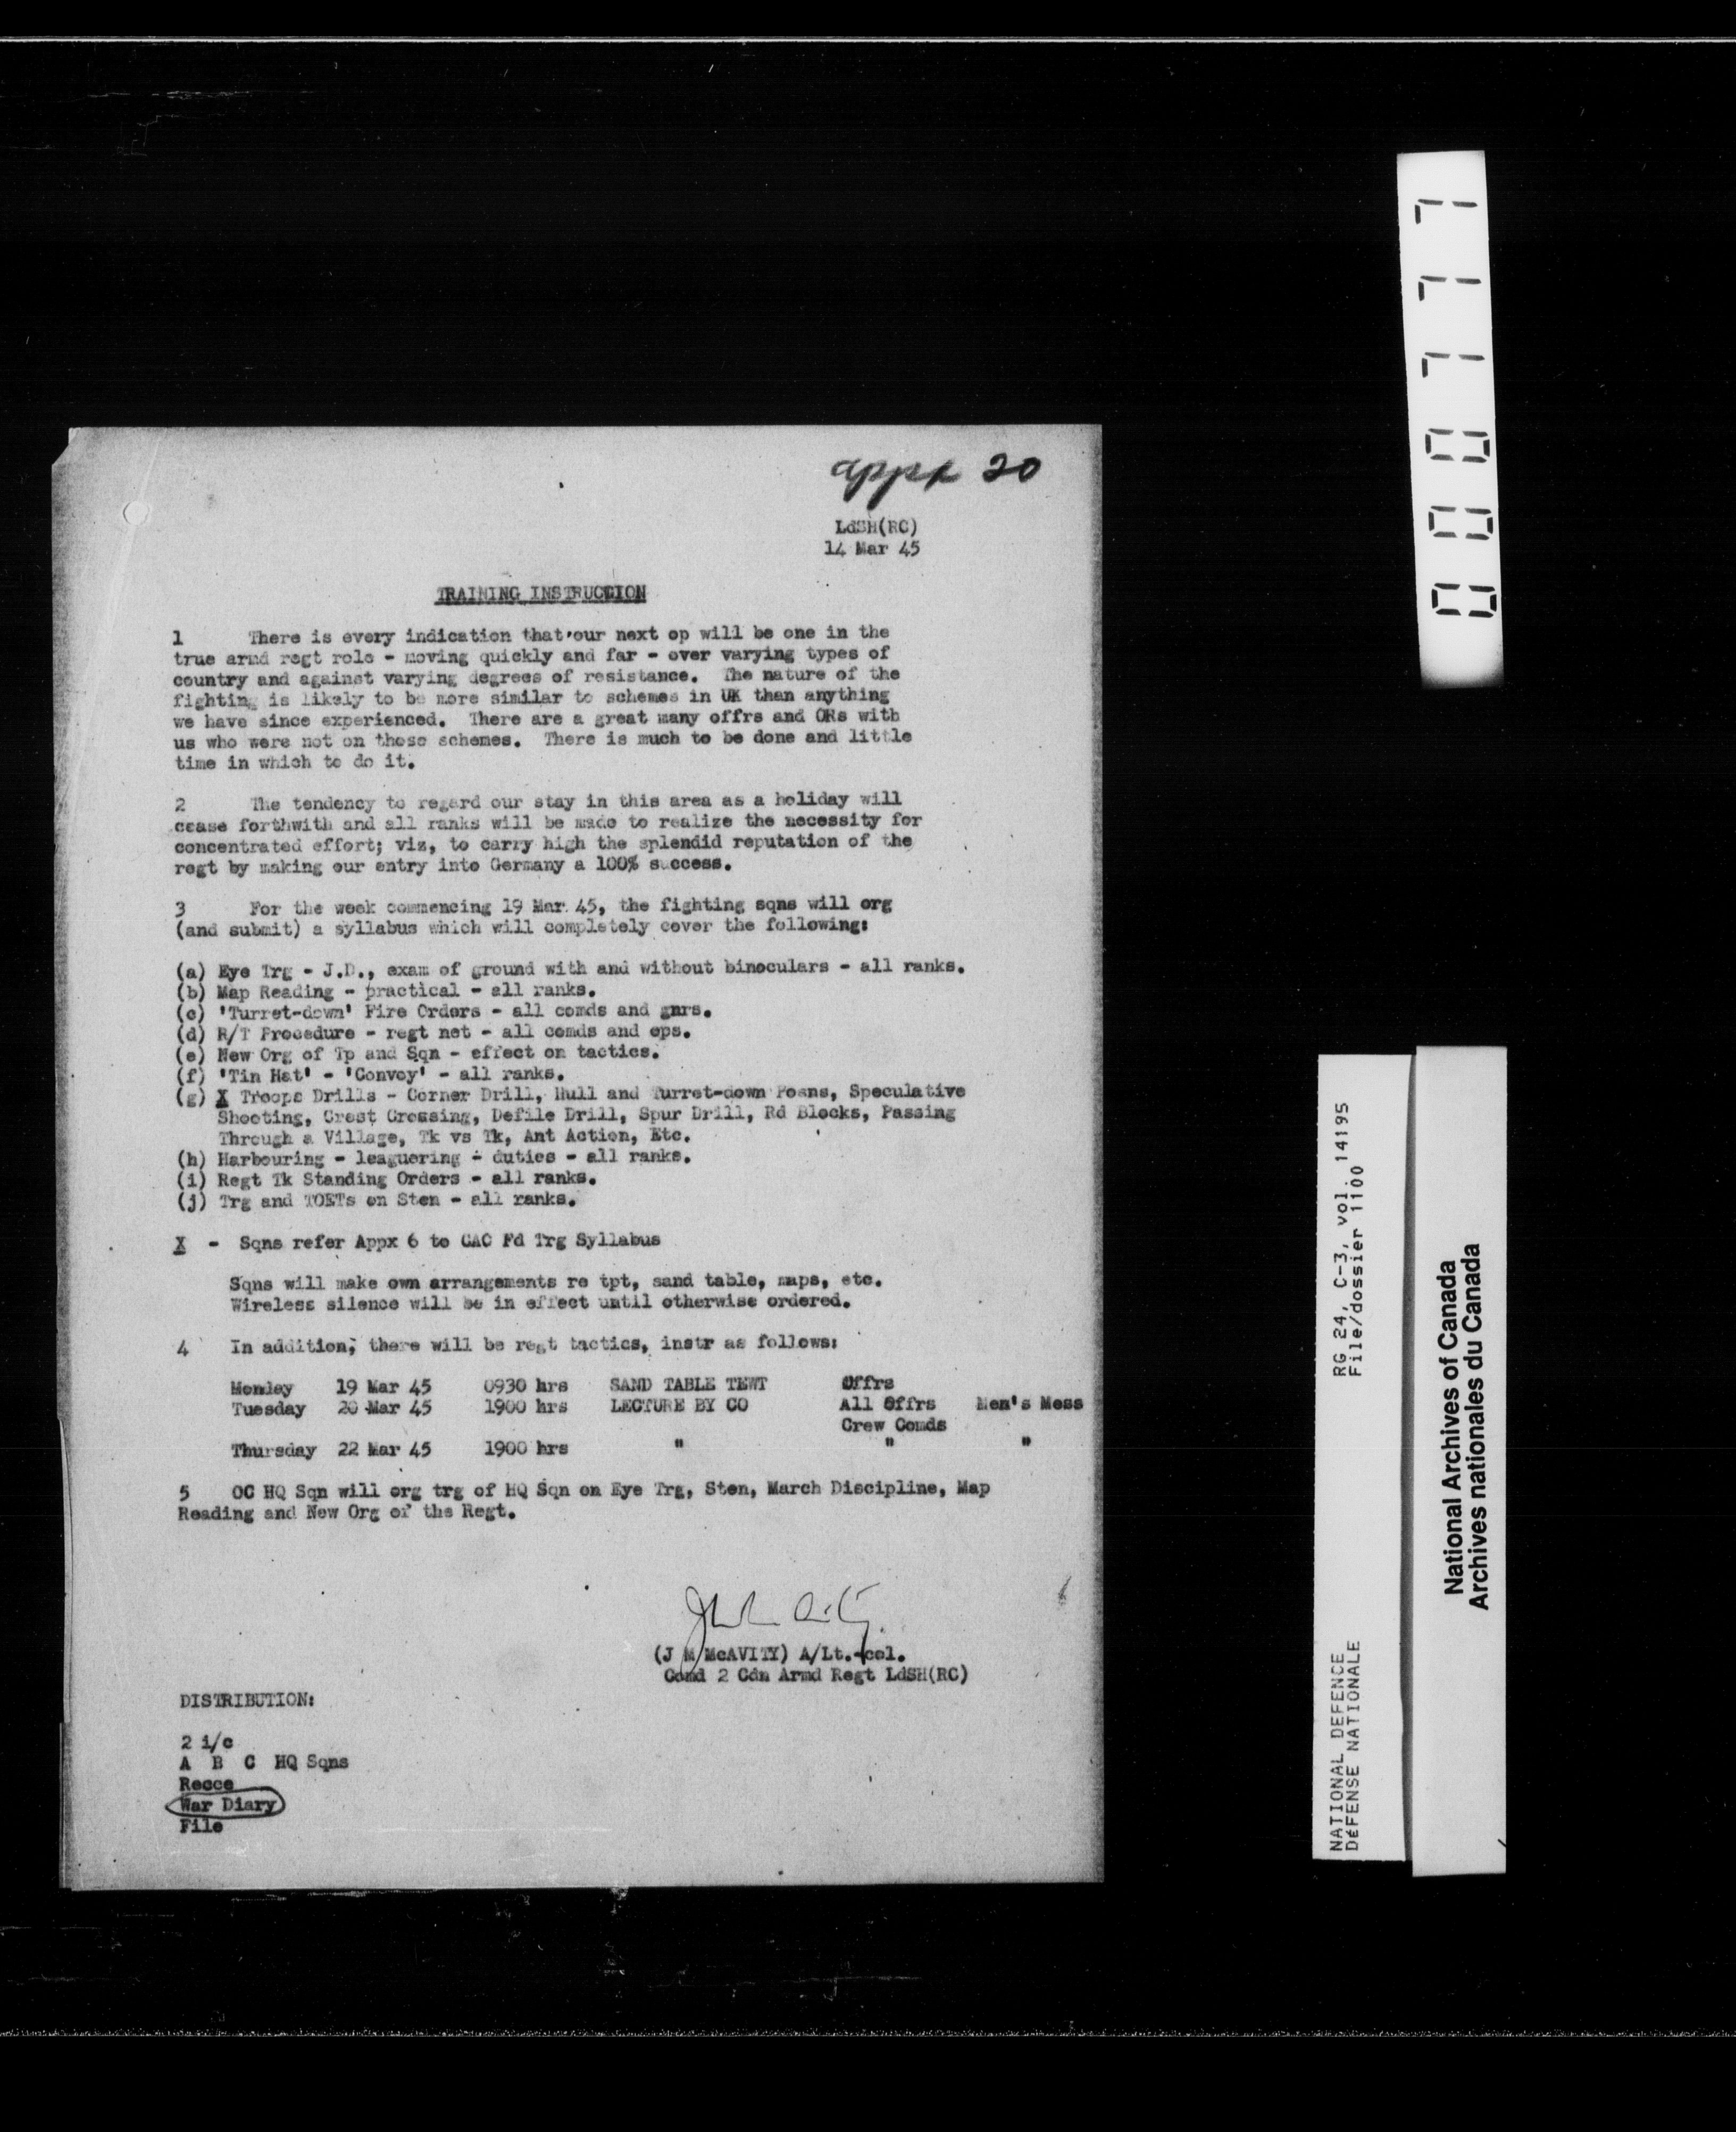 appx 20
LdSH(RC)
14 Mar 45
TRAINING INSTRUCTION
1 There is every indication that our next op will be one in the
true armd regt role - moving quickly and far - over varying types of
country and against varying degrees of resistance. The nature of the
fighting is likely to be more similar to schemes in UK than anything
we have since experienced. There are a great many offrs and ORs with
us who were not on those schemes. There is much to be done and little
time in which to do it.
2 The tendency to regard our stay in this area as a holiday will
cease forthwith and all ranks will be made to realize the necessity for
concentrated effort; viz, to carry high the splendid reputation of the
regt by making our entry into Germany a 100% success.
3 For the week commencing 19 Mar 45, the fighting sqns will org
(and submit) a syllabus which will completely cover the following:
(a) Eye Trg - J.D., exam of ground with and without binoculars - all ranks.
(b) Map Reading - practical - all ranks.
(c) 'Turret-down' Fire Orders - all comds and gnrs.
(d) R/T Procedure - regt net - all comds and ops.
(e) New Org of Tp and Sqn - effect on tactics.
(f) 'Tin Hat' - 'Convoy' - all ranks.
(g) X Troops Drills - Corner Drill, Hull and Turret-down Posns, Speculative
Shooting, Crest Crossing, Defile Drill, Spur Drill, Rd Blocks, Passing
Through a Village, Tk vs Tk, Ant Action, Etc.
(h) Harbouring - leaguering - duties - all ranks.
(i) Regt Tk Standing Orders - all ranks.
(j) Trg and TOETs on Sten - all ranks.
X - Sqns refer Appx 6 to CAC Fd Trg Syllabus
Sqns will make own arrangements re tpt, sand table, maps, etc.
Wireless silence will be in effect until otherwise ordered.
4 In addition, there will be regt tactics, instr as follows:
Monday 19 Mar 45 0930 hrs SAND TABLE TEWT Offrs
Tuesday 20 Mar 45 1900 hrs LECTURE BY CO All Offrs Men's Mess
Crew Comds
Thursday 22 Mar 45 1900 hrs " " "
5 OC HQ Sqn will org trg of HQ Sqn on Eye Trg, Sten, March Discipline, Map
Reading and New Org of the Regt.
(J M McAVITY) A/Lt.-col.
Comd 2 Cdn Armd Regt LdSH(RC)
DISTRIBUTION:
2 i/c
A B C HQ Sqns
Recce
War Diary
File
000777
NATIONAL DEFENCE RG 24, C-3, vol. 14195
DÉFENSE NATIONALE File/dossier 1100
National Archives of Canada
Archives nationales du Canada